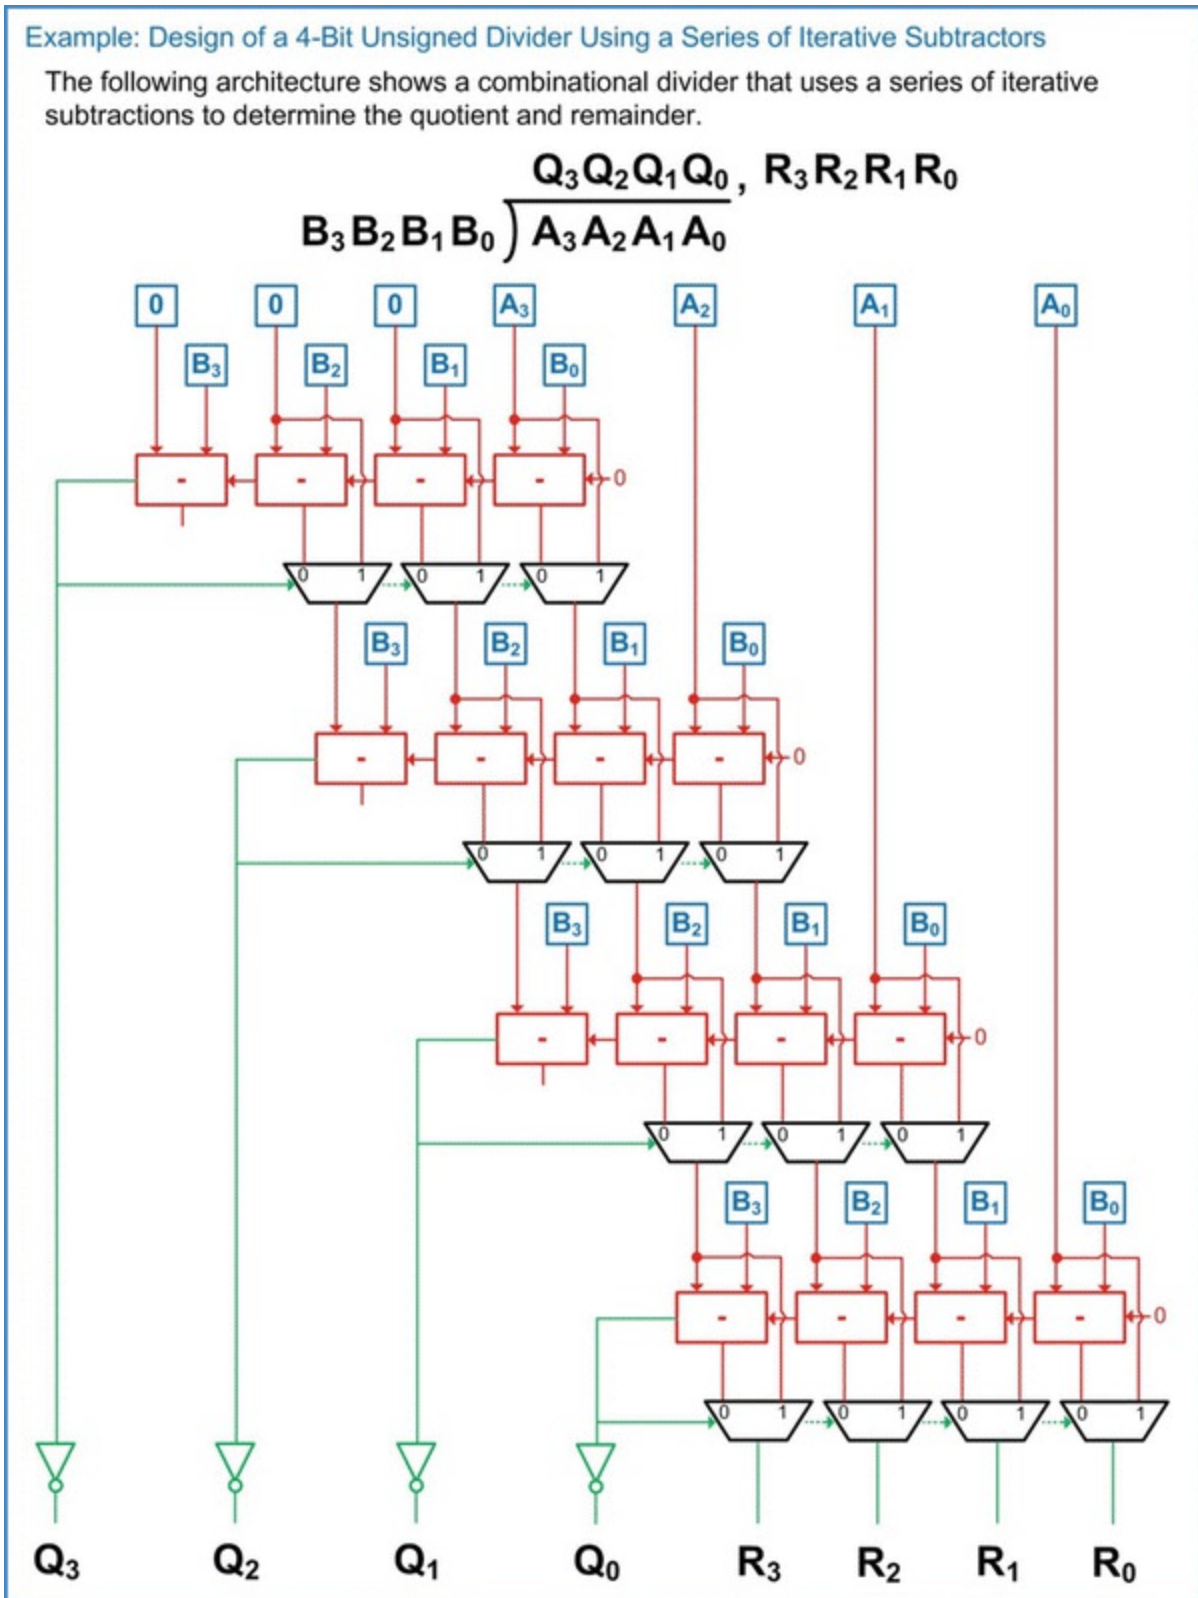 Example: Design of a 4-Bit Unsigned Divider Using a Series of Iterative Subtractors
The following architecture shows a combinational divider that uses a series of iterative
subtractions to determine the quotient and remainder.
Q₃Q₂Q₁Q₀, R₃R₂R₁R₀
B₃B₂B₁B₀ ) A₃A₂A₁A₀
0 0 0 A₃ A₂ A₁ A₀
B₃ B₂ B₁ B₀
- - - - 0
0 1 0 1 0 1
B₃ B₂ B₁ B₀
- - - - 0
0 1 0 1 0 1
B₃ B₂ B₁ B₀
- - - - 0
0 1 0 1 0 1
B₃ B₂ B₁ B₀
- - - - 0
0 1 0 1 0 1 0 1
Q₃ Q₂ Q₁ Q₀ R₃ R₂ R₁ R₀